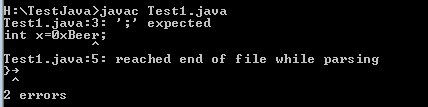 H:\TestJava>javac Test1.java
Test1.java:3: ';' expected
int x=0xBeer;
^
Test1.java:5: reached end of file while parsing
}→
^
2 errors